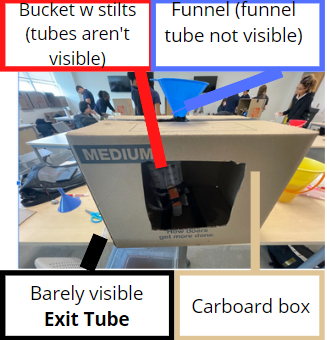 Bucket w stilts
(tubes aren't
visible)
Funnel (funnel
tube not visible)
MEDIUM
How doers
get more done.
Barely visible
Exit Tube
Carboard box